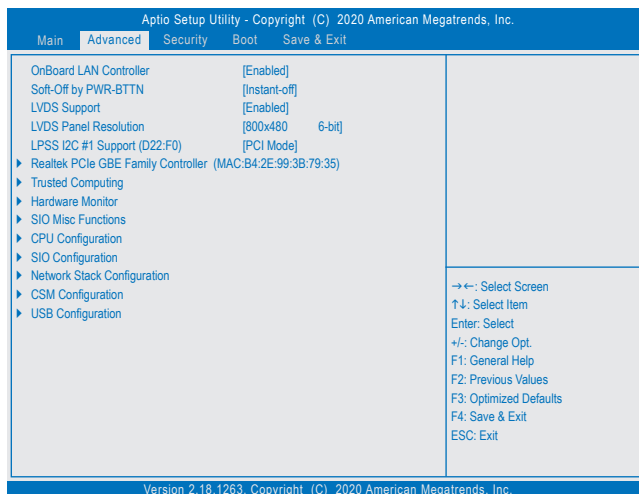 Aptio Setup Utility - Copyright (C) 2020 American Megatrends, Inc.
Main Advanced Security Boot Save & Exit
OnBoard LAN Controller [Enabled]
Soft-Off by PWR-BTTN [Instant-off]
LVDS Support [Enabled]
LVDS Panel Resolution [800x480 6-bit]
LPSS I2C #1 Support (D22:F0) [PCI Mode]
Realtek PCIe GBE Family Controller (MAC:B4:2E:99:3B:79:35)
Trusted Computing
Hardware Monitor
SIO Misc Functions
CPU Configuration
SIO Configuration
Network Stack Configuration
CSM Configuration
USB Configuration
→←: Select Screen
↑↓: Select Item
Enter: Select
+/-: Change Opt.
F1: General Help
F2: Previous Values
F3: Optimized Defaults
F4: Save & Exit
ESC: Exit
Version 2.18.1263. Copyright (C) 2020 American Megatrends, Inc.